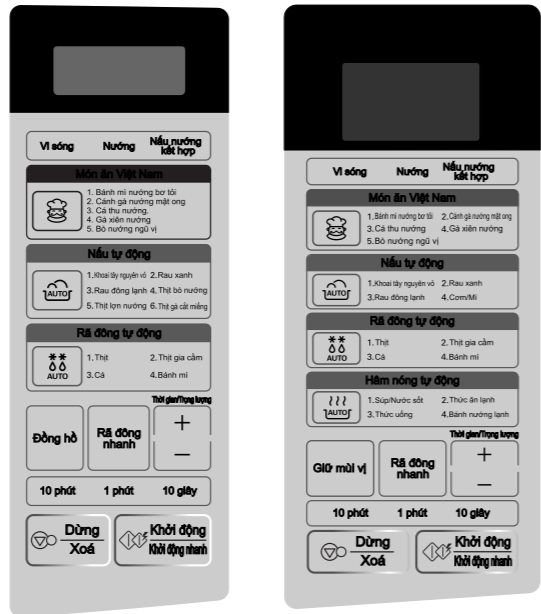 Vi sóng Nướng Nấu nướng kết hợp
Món ăn Việt Nam
1. Bánh mì nướng bơ tỏi
2. Cánh gà nướng mật ong
3. Cá thu nướng.
4. Gà xiên nướng
5. Bò nướng ngũ vị
Nấu tự động
1.Khoai tây nguyên vỏ 2.Rau xanh
3.Rau đông lạnh 4.Thịt bò nướng
5.Thịt lợn nướng 6.Thịt gà cắt miếng
AUTO
Rã đông tự động
1.Thịt 2.Thịt gia cầm
3.Cá 4.Bánh mì
AUTO
Thời gian/Trọng lượng
Đồng hồ
Rã đông
nhanh
+
–
10 phút 1 phút 10 giây
Dừng
Xoá
Khởi động
Khởi động nhanh
Vi sóng Nướng Nấu nướng kết hợp
Món ăn Việt Nam
1.Bánh mì nướng bơ tỏi 2.Cánh gà nướng mật ong
3.Cá thu nướng 4.Gà xiên nướng
5.Bò nướng ngũ vị
Nấu tự động
1.Khoai tây nguyên vỏ 2.Rau xanh
3.Rau đông lạnh 4.Cơm/Mì
AUTO
Rã đông tự động
1.Thịt 2.Thịt gia cầm
3.Cá 4.Bánh mì
AUTO
Hâm nóng tự động
1.Súp/Nước sốt 2.Thức ăn lạnh
3.Thức uống 4.Bánh nướng lạnh
AUTO
Thời gian/Trọng lượng
Giữ mùi vị
Rã đông
nhanh
+
–
10 phút 1 phút 10 giây
Dừng
Xoá
Khởi động
Khởi động nhanh